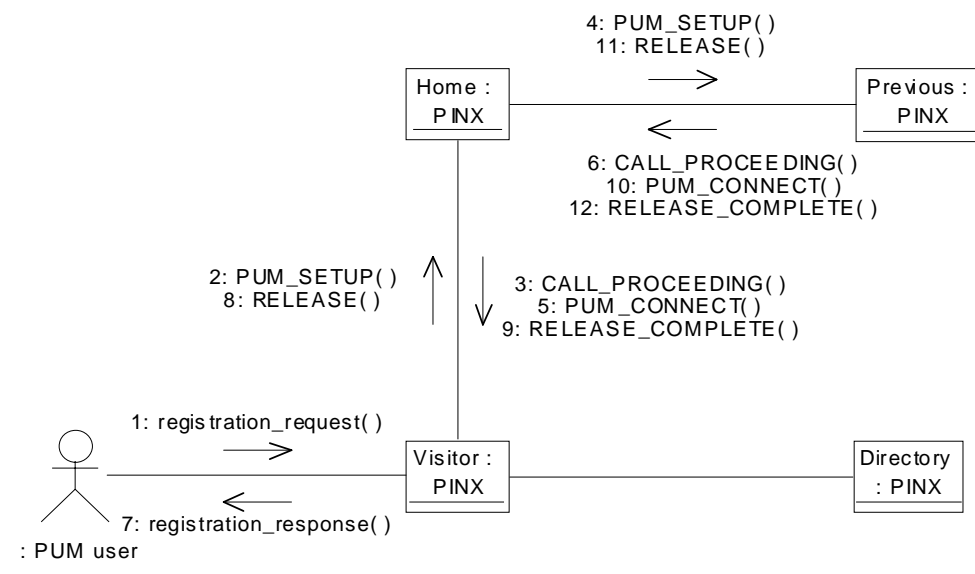 4: PUM_SETUP( )
11: RELEASE( )
Home :
PINX
Previous :
PINX
6: CALL_PROCEEDING( )
10: PUM_CONNECT( )
12: RELEASE_COMPLETE( )
2: PUM_SETUP( )
8: RELEASE( )
3: CALL_PROCEEDING( )
5: PUM_CONNECT( )
9: RELEASE_COMPLETE( )
1: registration_request( )
Visitor :
PINX
Directory
: PINX
7: registration_response( )
: PUM user